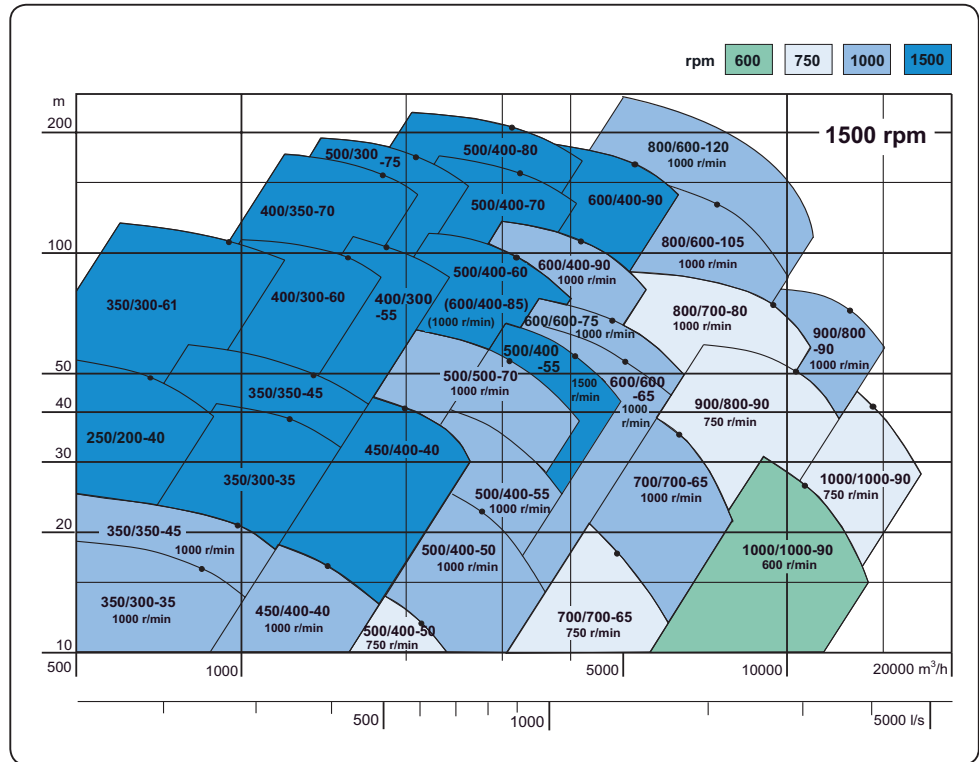 rpm 600 750 1000 1500
m
1500 rpm
200
100
50
40
30
20
10
500/300
-75
500/400-80
800/600-120
1000 r/min
400/350-70
500/400-70
600/400-90
800/600-105
1000 r/min
350/300-61
400/300-60
400/300
-55
500/400-60
(600/400-85)
(1000 r/min)
600/400-90
1000 r/min
800/700-80
1000 r/min
600/600-75
1000 r/min
900/800
-90
1000 r/min
350/350-45
500/400
-55
1500
r/min
500/500-70
1000 r/min
600/600
-65
1000
r/min
900/800-90
750 r/min
250/200-40
450/400-40
350/300-35
500/400-55
1000 r/min
700/700-65
1000 r/min
1000/1000-90
750 r/min
350/350-45
1000 r/min
500/400-50
1000 r/min
1000/1000-90
600 r/min
350/300-35
1000 r/min
450/400-40
1000 r/min
500/400-50
750 r/min
700/700-65
750 r/min
500 1000 5000 10000 20000 m³/h
500 1000 5000 l/s